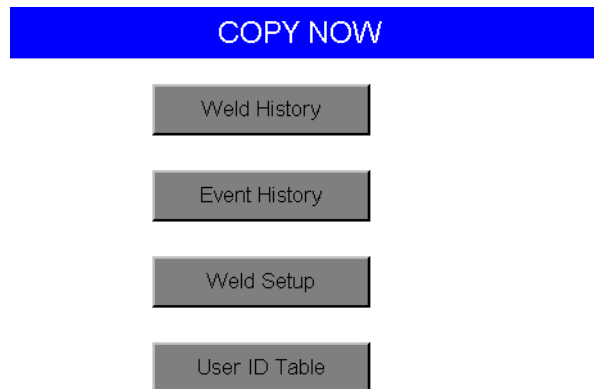 COPY NOW
Weld History
Event History
Weld Setup
User ID Table